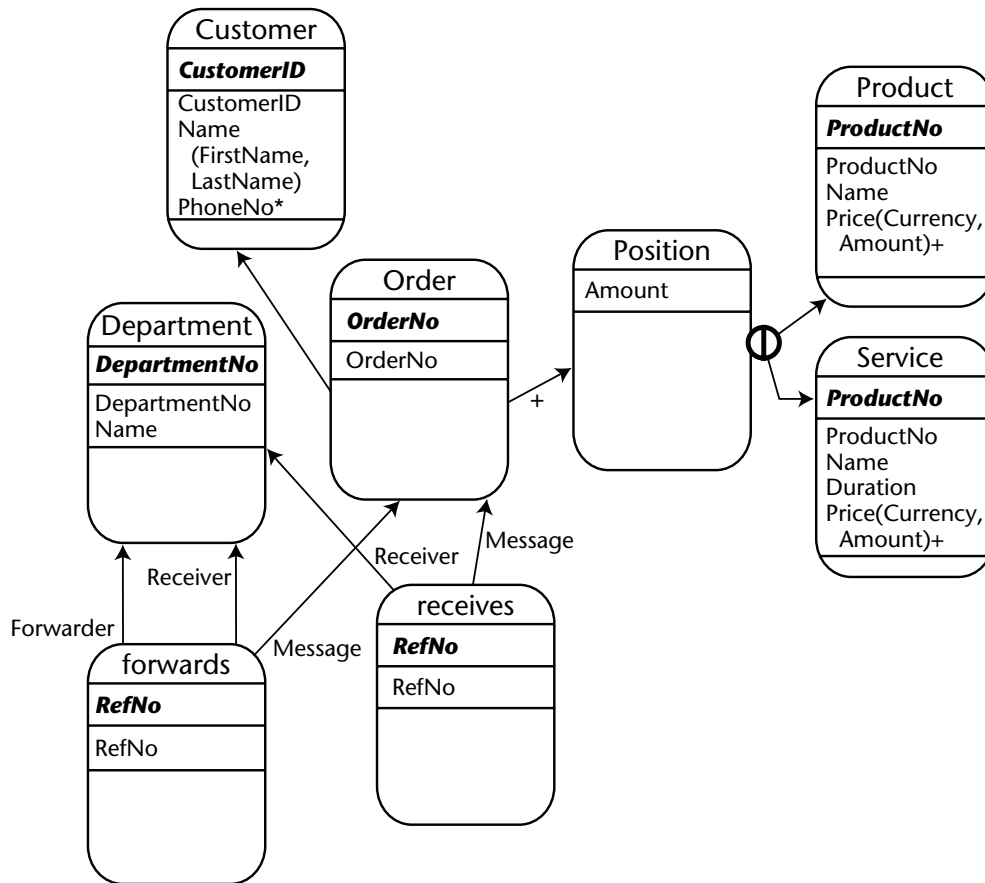 Customer
CustomerID
CustomerID
Name
(FirstName,
LastName)
PhoneNo*
Product
ProductNo
ProductNo
Name
Price(Currency,
Amount)+
Order
OrderNo
OrderNo
+
Position
Amount
Department
DepartmentNo
DepartmentNo
Name
Service
ProductNo
ProductNo
Name
Duration
Price(Currency,
Amount)+
Forwarder
Receiver
Message
Receiver
Message
forwards
RefNo
RefNo
receives
RefNo
RefNo